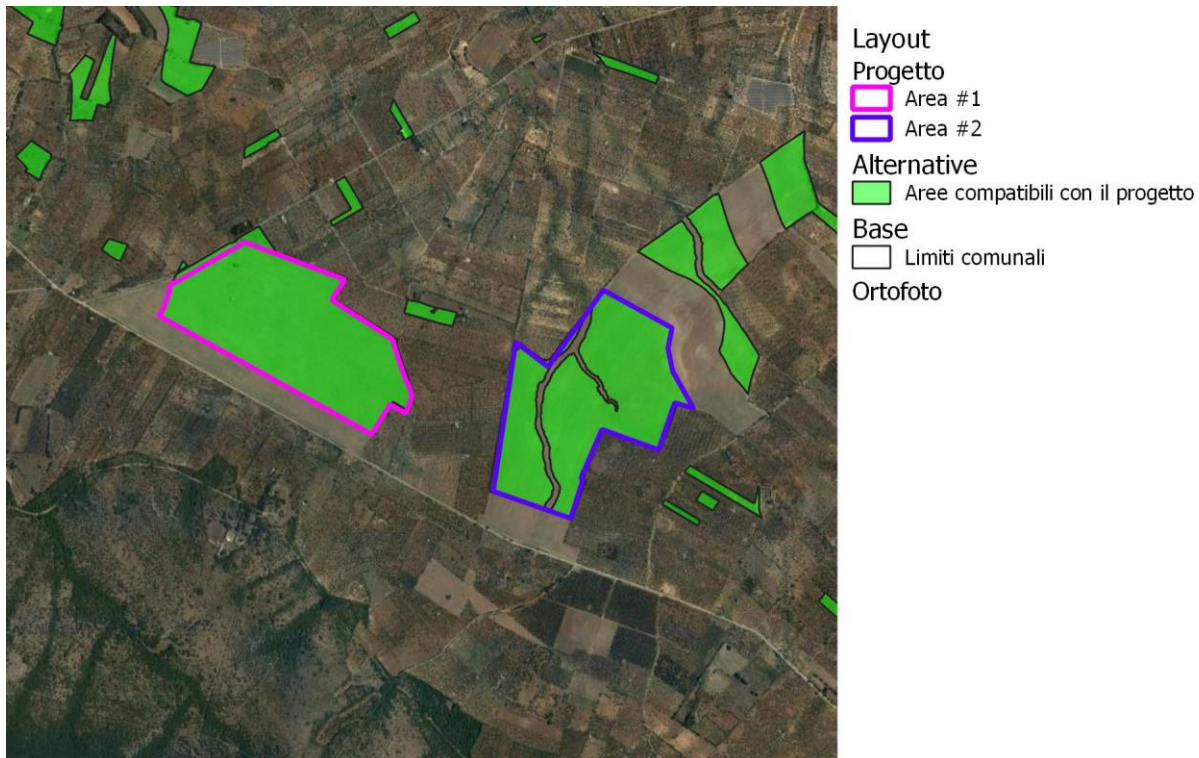 Layout
Progetto
Area #1
Area #2
Alternative
Aree compatibili con il progetto
Base
Limiti comunali
Ortofoto